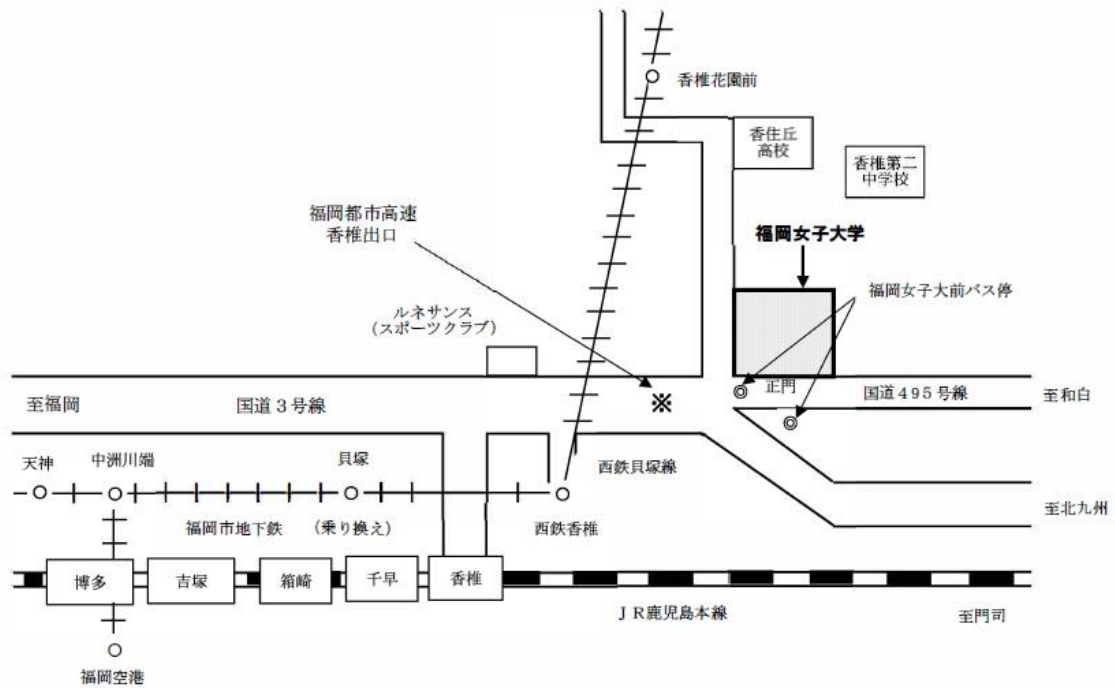 香椎花園前
香住丘
高校
香椎第二
中学校
福岡都市高速
香椎出口
福岡女子大学
福岡女子大前バス停
ルネサンス
(スポーツクラブ)
正門
至福岡
国道3号線
※
国道495号線
至和白
天神
中洲川端
貝塚
西鉄貝塚線
福岡市地下鉄
(乗り換え)
西鉄香椎
至北九州
博多
吉塚
箱崎
千早
香椎
JR鹿児島本線
至門司
福岡空港